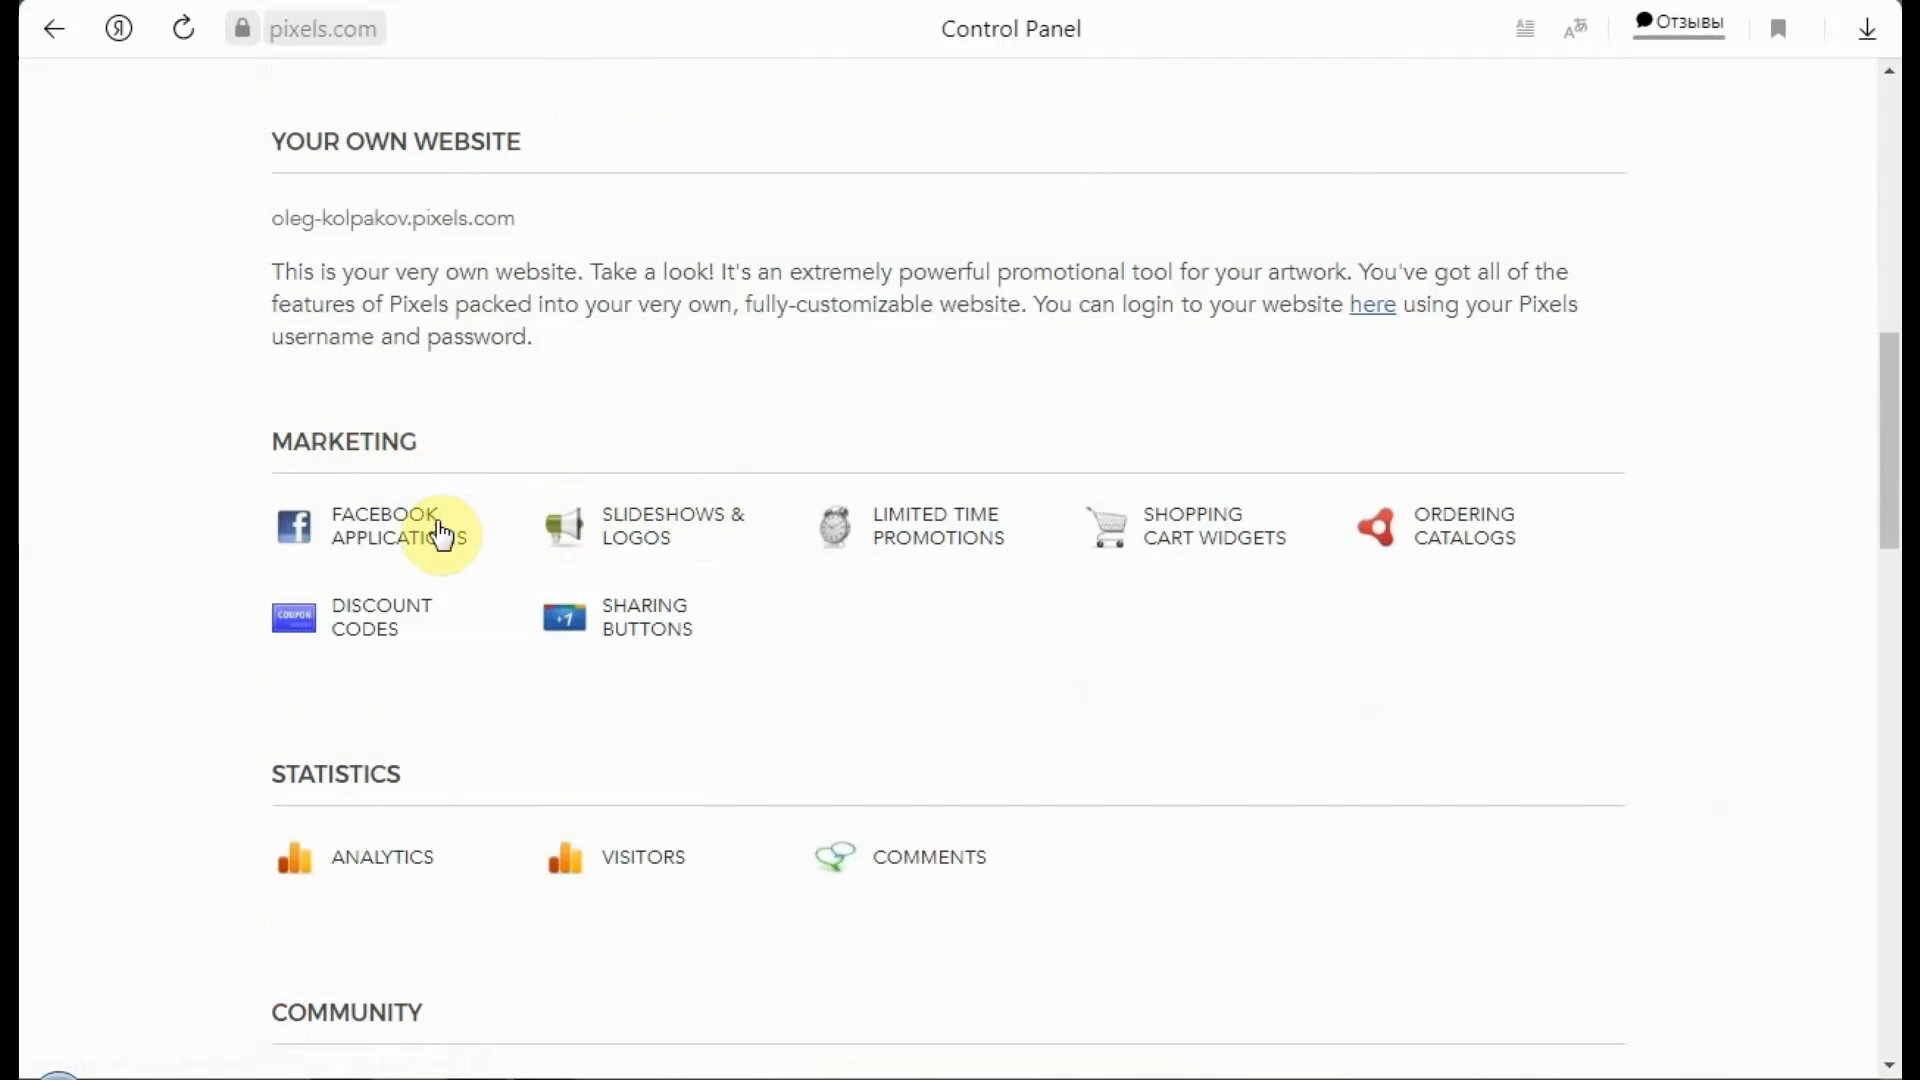 Я pixels.com Control Panel Отзывы
YOUR OWN WEBSITE
oleg-kolpakov.pixels.com
This is your very own website. Take a look! It's an extremely powerful promotional tool for your artwork. You've got all of the
features of Pixels packed into your very own, fully-customizable website. You can login to your website here using your Pixels
username and password.
MARKETING
FACEBOOK
APPLICATIONS
SLIDESHOWS &
LOGOS
LIMITED TIME
PROMOTIONS
SHOPPING
CART WIDGETS
ORDERING
CATALOGS
COUPON
DISCOUNT
CODES
+1
SHARING
BUTTONS
STATISTICS
ANALYTICS
VISITORS
COMMENTS
COMMUNITY